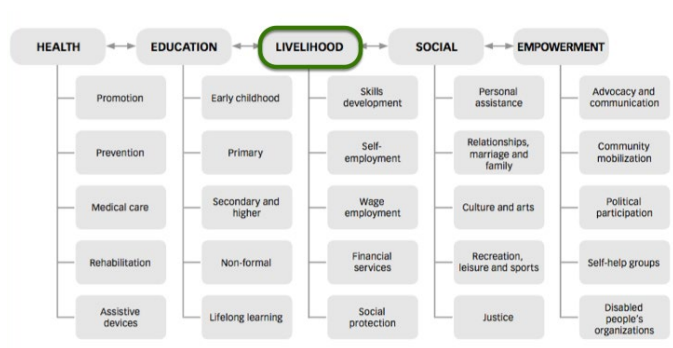 HEALTH
EDUCATION
LIVELIHOOD
SOCIAL
EMPOWERMENT
Promotion
Prevention
Medical care
Rehabilitation
Assistive
devices
Early childhood
Primary
Secondary and
higher
Non-formal
Lifelong learning
Skills
development
Self-
employment
Wage
employment
Financial
services
Social
protection
Personal
assistance
Relationships,
marriage and
family
Culture and arts
Recreation,
leisure and sports
Justice
Advocacy and
communication
Community
mobilization
Political
participation
Self-help groups
Disabled
people's
organizations